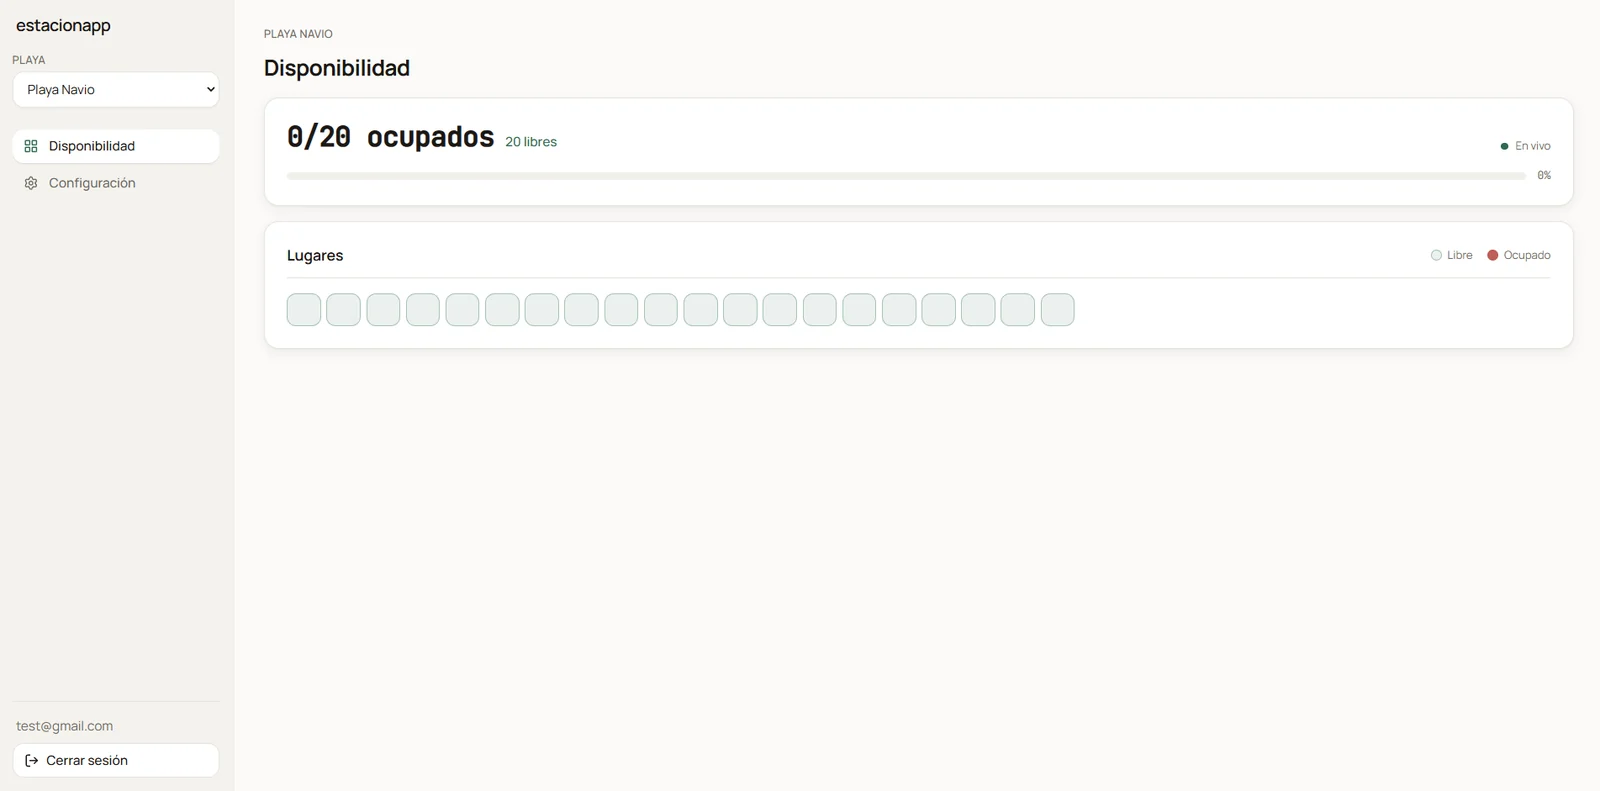 estacionapp
PLAYA
Playa Navio
Disponibilidad
Configuración
test@gmail.com
Cerrar sesión
PLAYA NAVIO
Disponibilidad
0/20 ocupados 20 libres
En vivo
0%
Lugares
Libre Ocupado